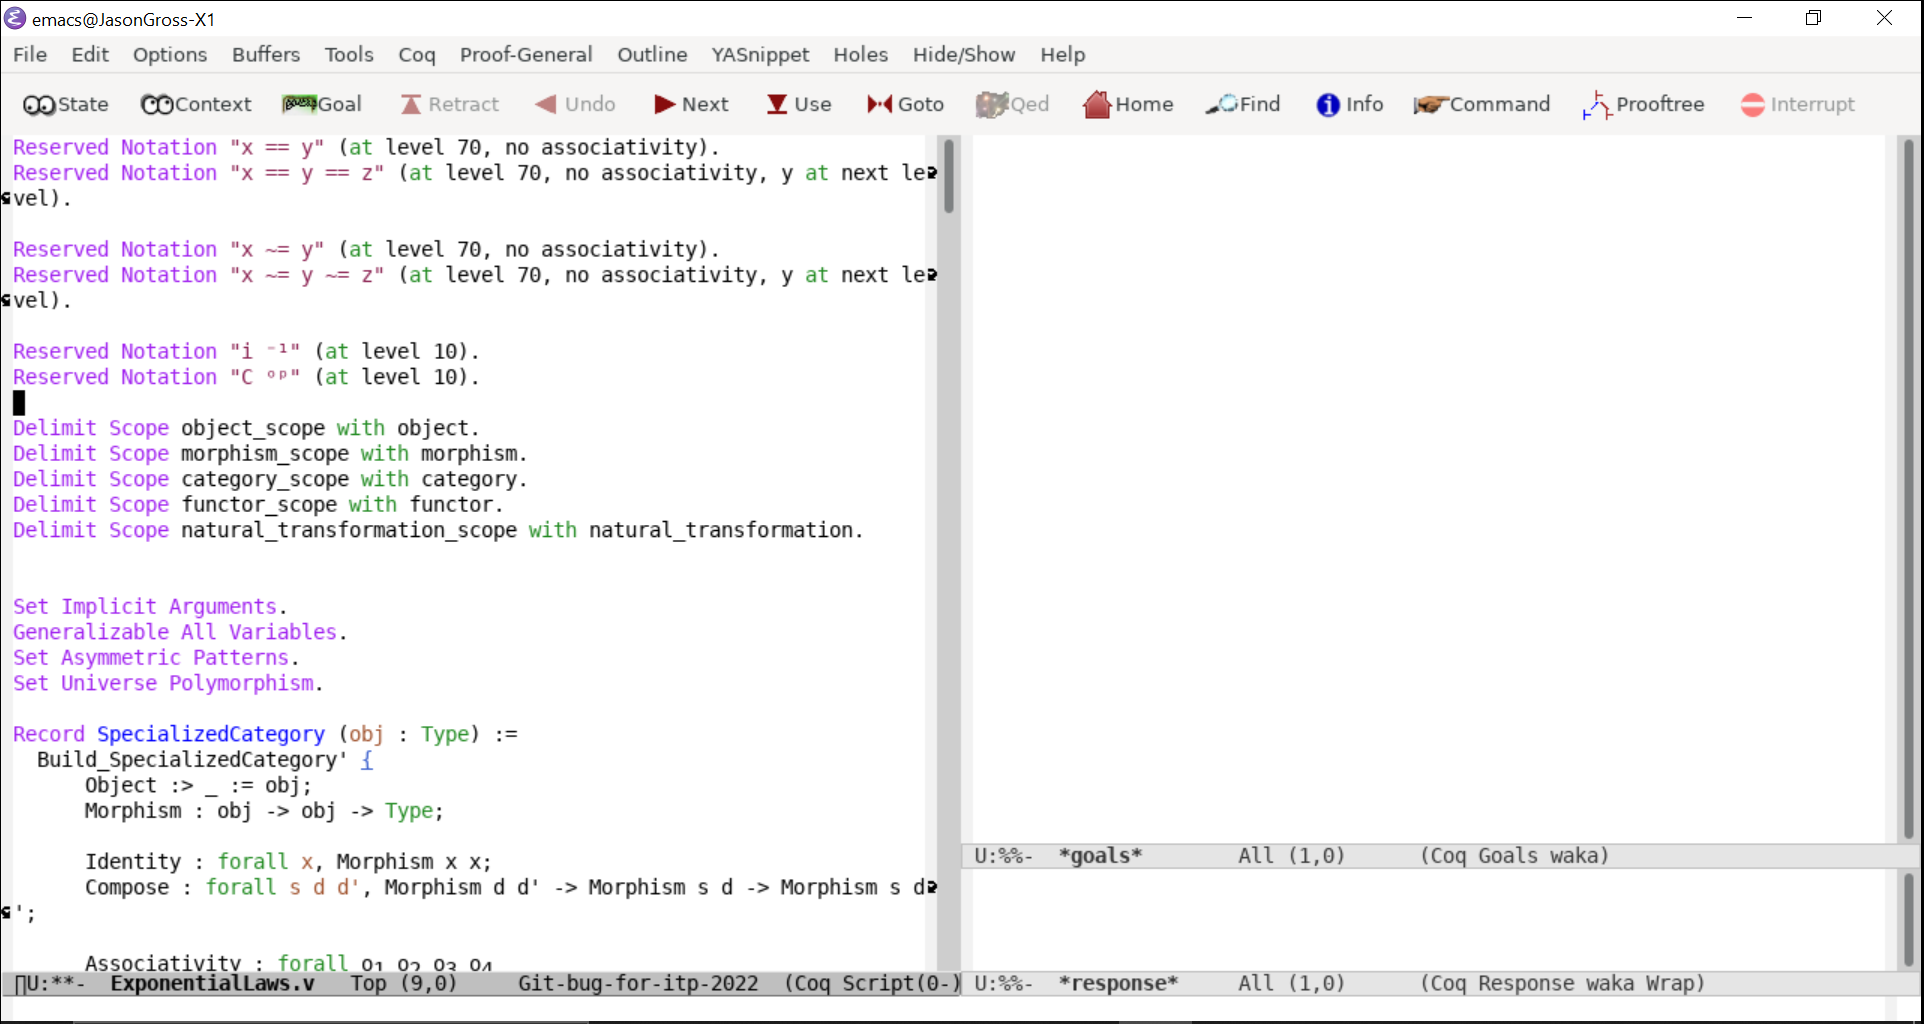 emacs@JasonGross-X1
File Edit Options Buffers Tools Coq Proof-General Outline YASnippet Holes Hide/Show Help
State Context Goal Retract Undo Next Use Goto Qed Home Find Info Command Prooftree Interrupt
Reserved Notation "x == y" (at level 70, no associativity).
Reserved Notation "x == y == z" (at level 70, no associativity, y at next le
vel).
Reserved Notation "x ~= y" (at level 70, no associativity).
Reserved Notation "x ~= y ~= z" (at level 70, no associativity, y at next le
vel).
Reserved Notation "i ⁻¹" (at level 10).
Reserved Notation "C ᵒᵖ" (at level 10).
Delimit Scope object_scope with object.
Delimit Scope morphism_scope with morphism.
Delimit Scope category_scope with category.
Delimit Scope functor_scope with functor.
Delimit Scope natural_transformation_scope with natural_transformation.
Set Implicit Arguments.
Generalizable All Variables.
Set Asymmetric Patterns.
Set Universe Polymorphism.
Record SpecializedCategory (obj : Type) :=
Build_SpecializedCategory' {
Object :> _ := obj;
Morphism : obj -> obj -> Type;
Identity : forall x, Morphism x x;
Compose : forall s d d', Morphism d d' -> Morphism s d -> Morphism s d
';
Associativity : forall o1 o2 o3 o4
U:**- ExponentialLaws.v Top (9,0) Git-bug-for-itp-2022 (Coq Script(0-)
U:%%- *goals* All (1,0) (Coq Goals waka)
U:%%- *response* All (1,0) (Coq Response waka Wrap)